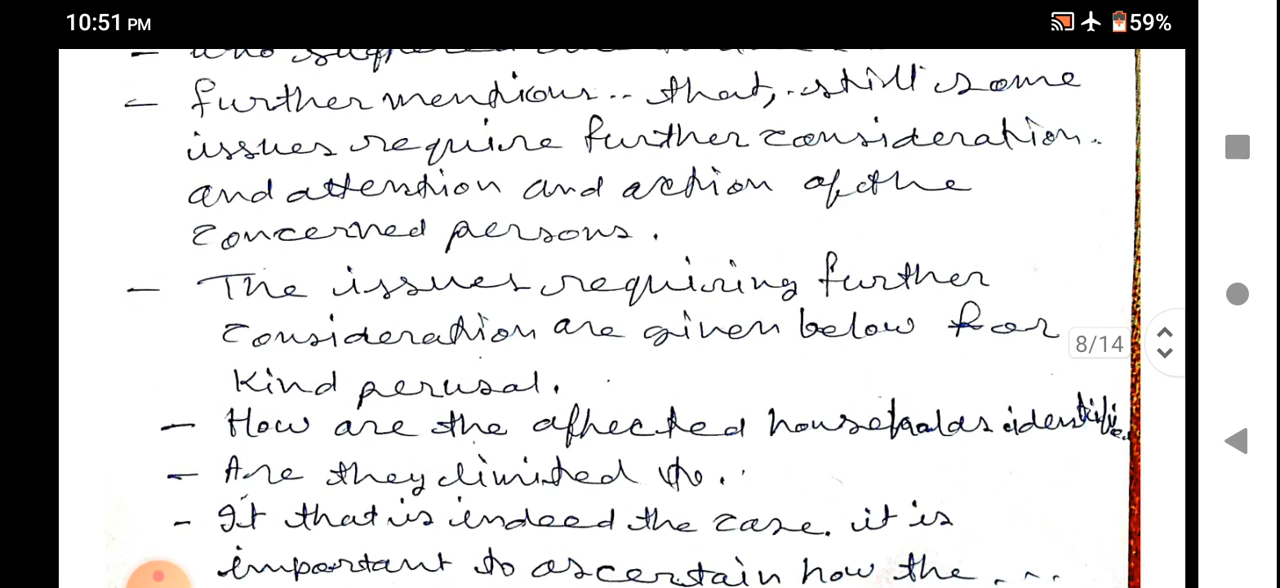 10:51 PM
59%
- who
- further mentions.. that, still some
issues require further consideration.
and attention and action of the
concerned persons.
- The issues requiring further
consideration are given below for
8/14
kind perusal.
- How are the affected households identifie
- Are they limited to.
- If that is indeed the case. it is
important to ascertain how the ...